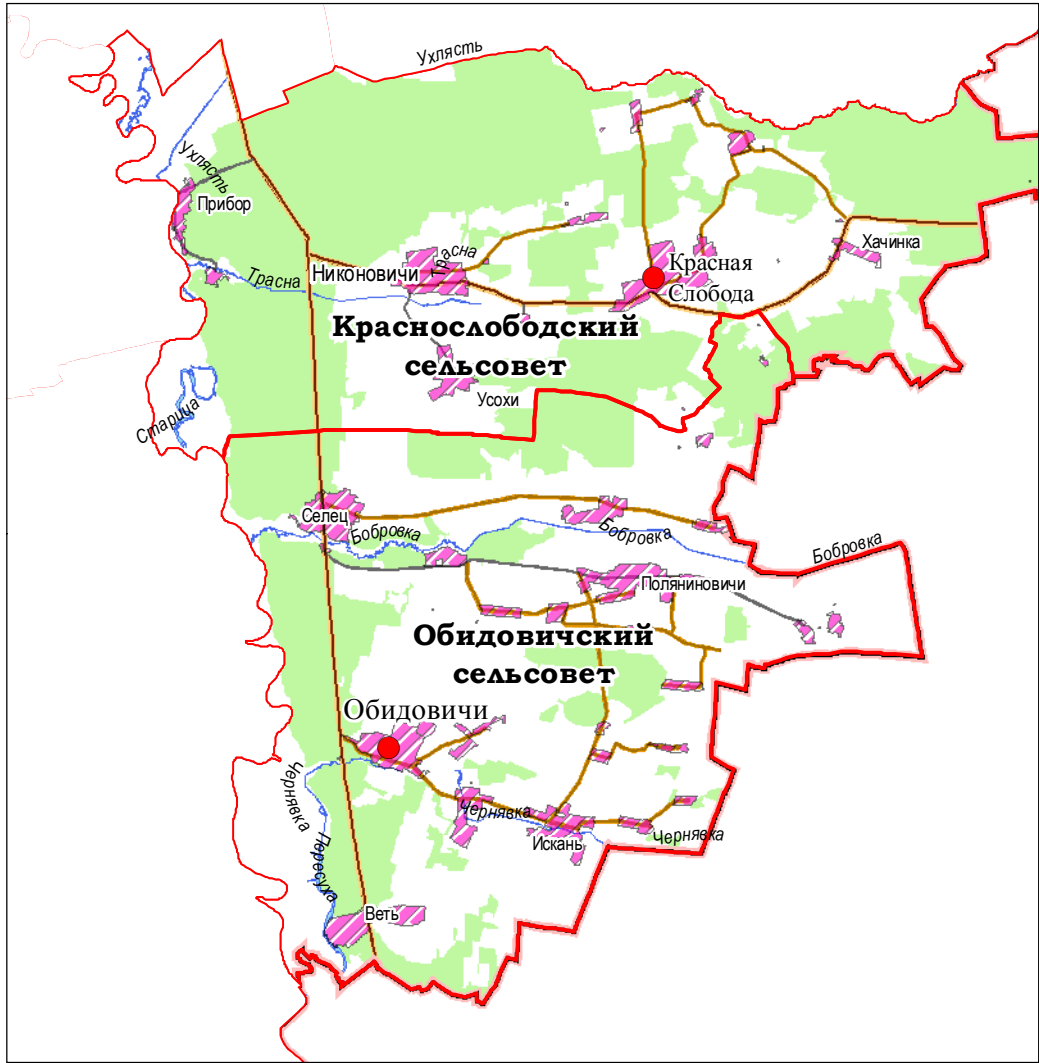 Ухлясть
Ухлясть
Прибор
Трасна
Никоновичи
Трасна
Красная
Слобода
Хачинка
Краснослободский
сельсовет
Усохи
Старица
Селец
Бобровка
Бобровка
Бобровка
Поляниновичи
Обидовичский
сельсовет
Обидовичи
Чернявка
Чернявка
Искань
Чернявка
Пересуха
Веть